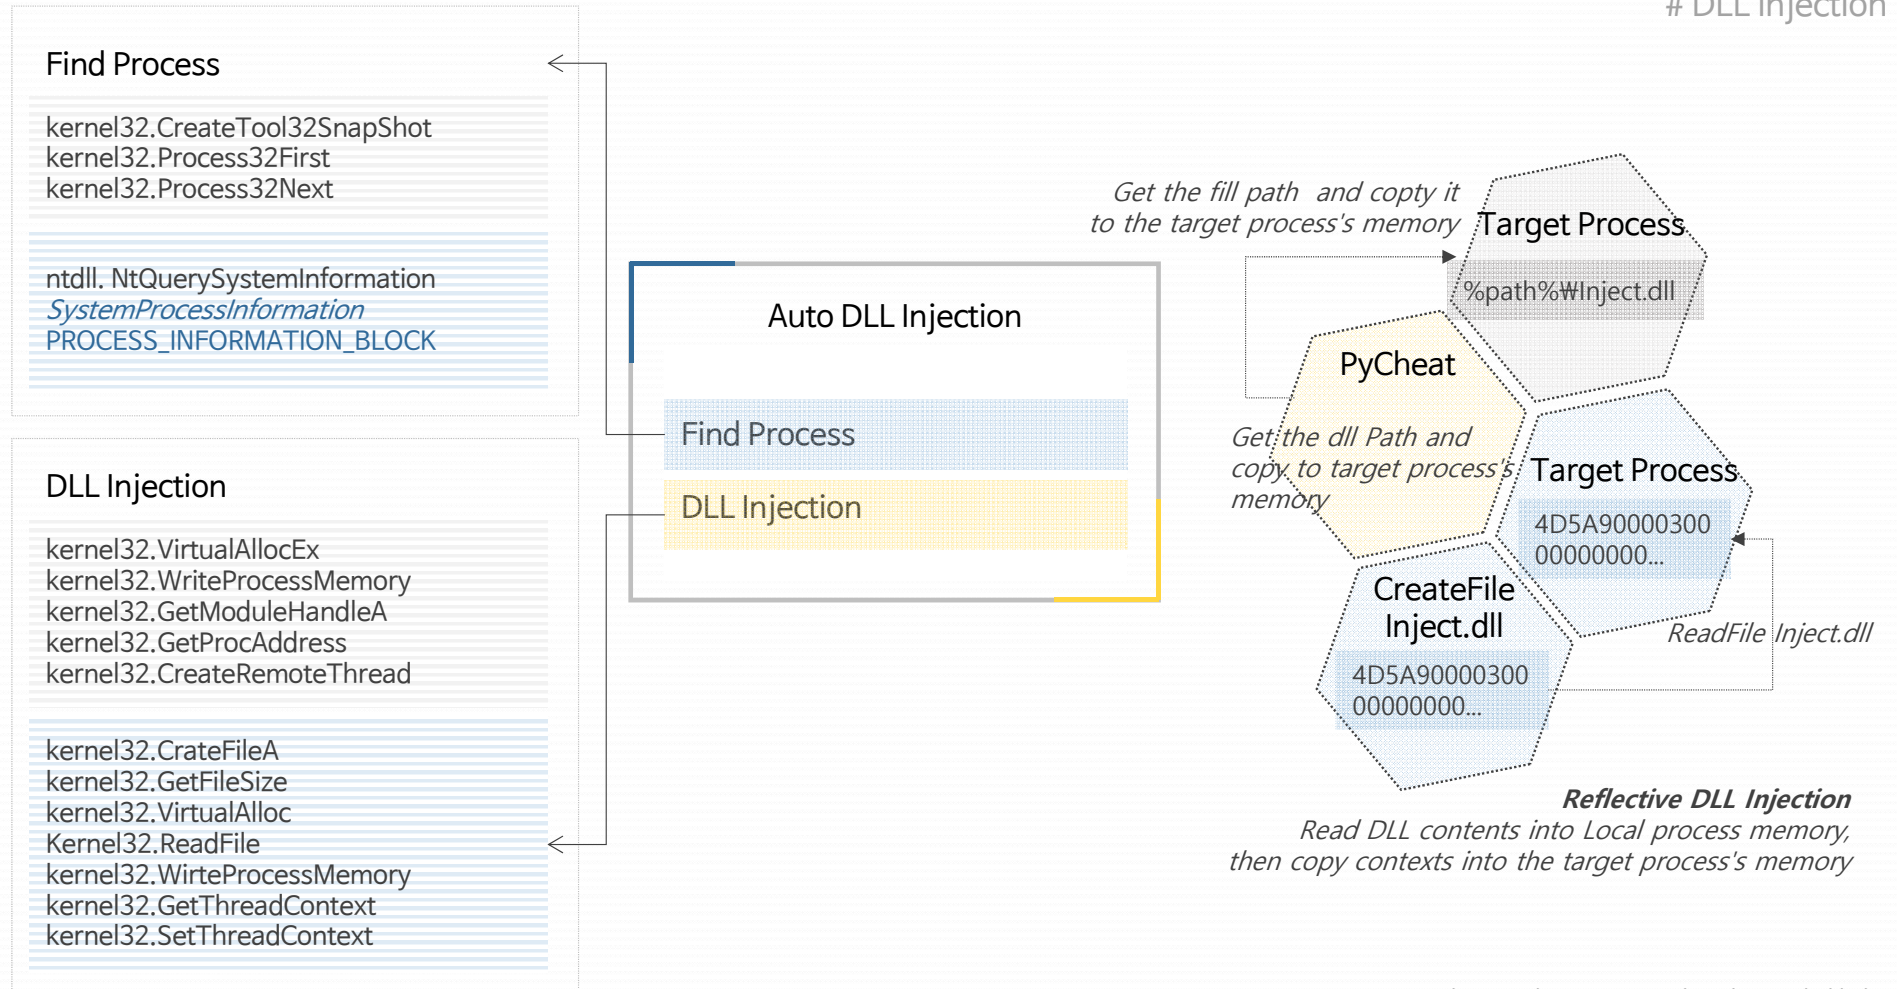 # DLL Injection
Find Process
kernel32.CreateTool32SnapShot
kernel32.Process32First
kernel32.Process32Next
ntdll. NtQuerySystemInformation
SystemProcessInformation
PROCESS_INFORMATION_BLOCK
DLL Injection
kernel32.VirtualAllocEx
kernel32.WriteProcessMemory
kernel32.GetModuleHandleA
kernel32.GetProcAddress
kernel32.CreateRemoteThread
kernel32.CrateFileA
kernel32.GetFileSize
kernel32.VirtualAlloc
Kernel32.ReadFile
kernel32.WirteProcessMemory
kernel32.GetThreadContext
kernel32.SetThreadContext
Auto DLL Injection
Find Process
DLL Injection
Get the fill path and copty it
to the target process's memory
Target Process
%path%₩Inject.dll
PyCheat
Get the dll Path and
copy to target process's
memory
Target Process
4D5A90000300
00000000...
CreateFile
Inject.dll
4D5A90000300
00000000...
ReadFile Inject.dll
Reflective DLL Injection
Read DLL contents into Local process memory,
then copy contexts into the target process's memory